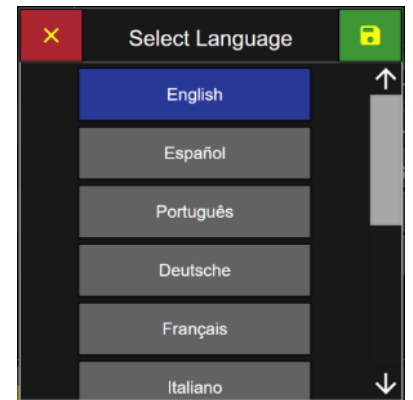 Select Language
English
Español
Português
Deutsche
Français
Italiano